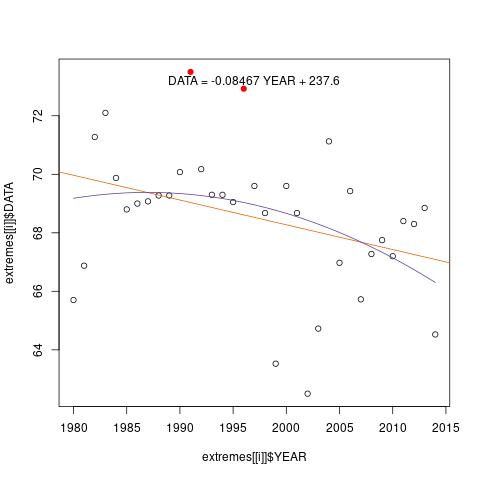 DATA = -0.08467 YEAR + 237.6
72
70
68
66
64
extremes[[i]]$DATA
1980 1985 1990 1995 2000 2005 2010 2015
extremes[[i]]$YEAR